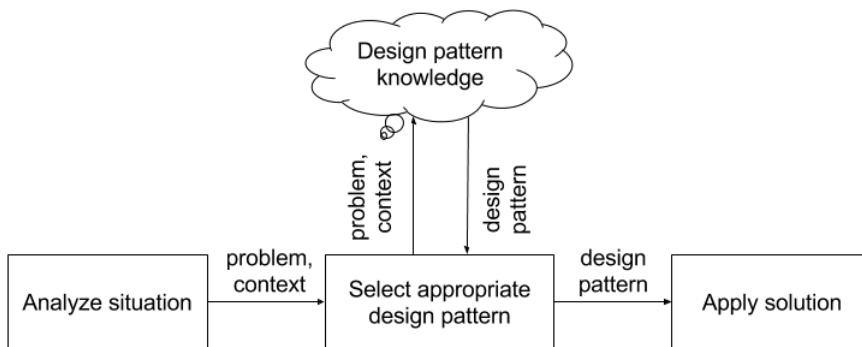 Design pattern
knowledge
problem,
context
design
pattern
problem,
context
design
pattern
Analyze situation
Select appropriate
design pattern
Apply solution